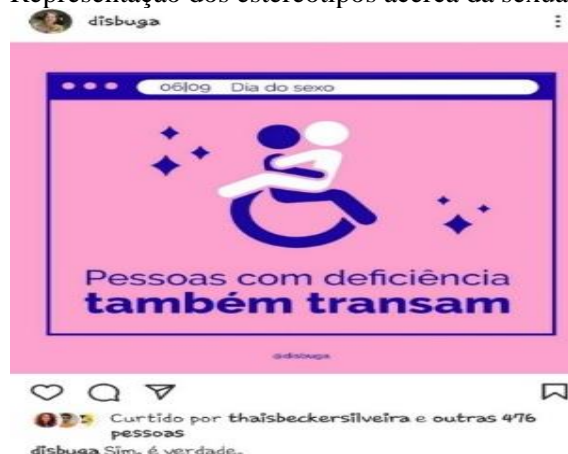 Representação dos estereótipos acerca da sexua
disbuga
06|09 Dia do sexo
Pessoas com deficiência
também transam
@disbuga
Curtido por thaisbeckersilveira e outras 476
pessoas
disbuga Sim, é verdade.